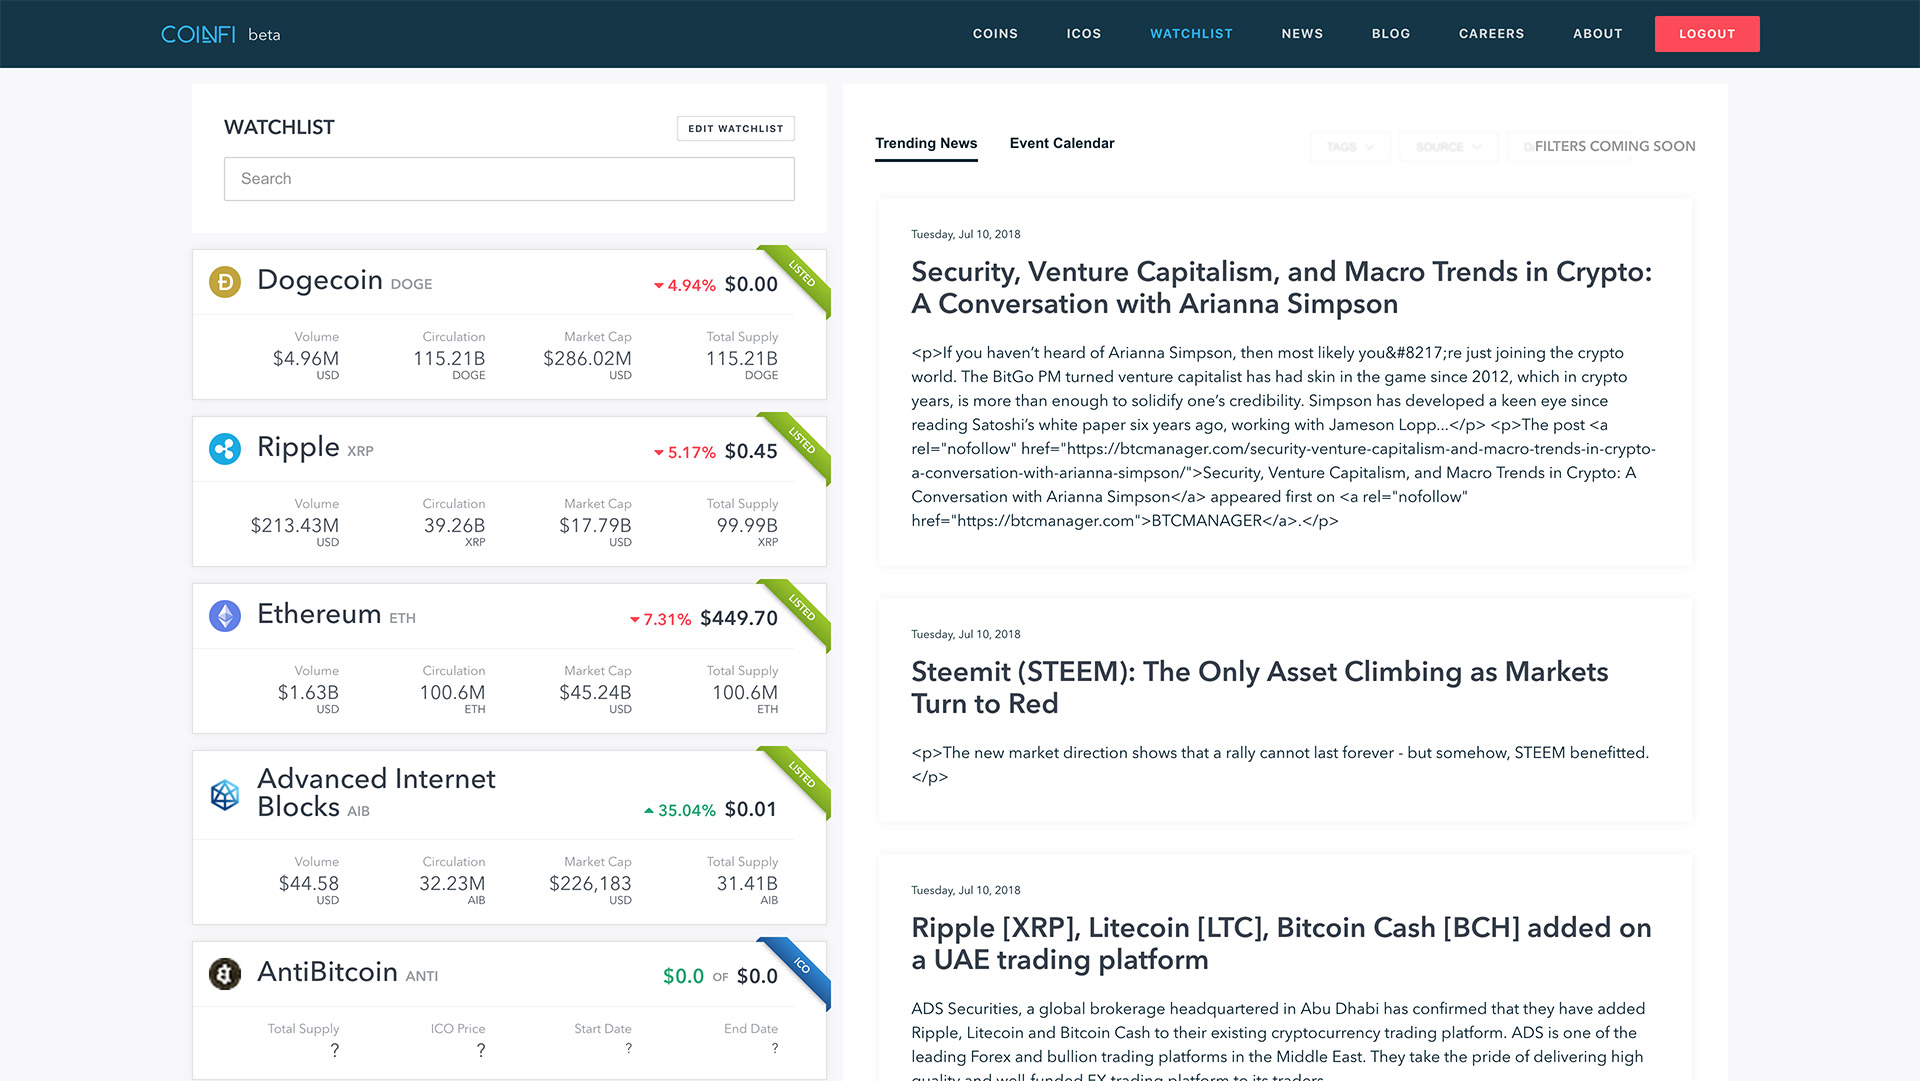 COINFI beta
COINS ICOS WATCHLIST NEWS BLOG CAREERS ABOUT LOGOUT
WATCHLIST
EDIT WATCHLIST
Search
Dogecoin DOGE
4.94% $0.00
LISTED
Volume Circulation Market Cap Total Supply
$4.96M 115.21B $286.02M 115.21B
USD DOGE USD DOGE
Ripple XRP
5.17% $0.45
LISTED
Volume Circulation Market Cap Total Supply
$213.43M 39.26B $17.79B 99.99B
USD XRP USD XRP
Ethereum ETH
7.31% $449.70
LISTED
Volume Circulation Market Cap Total Supply
$1.63B 100.6M $45.24B 100.6M
USD ETH USD ETH
Advanced Internet
Blocks AIB
35.04% $0.01
LISTED
Volume Circulation Market Cap Total Supply
$44.58 32.23M $226,183 31.41B
USD AIB USD AIB
AntiBitcoin ANTI
$0.0 OF $0.0
ICO
Total Supply ICO Price Start Date End Date
? ? ? ?
Trending News Event Calendar
TAGS SOURCE FILTERS COMING SOON
Tuesday, Jul 10, 2018
Security, Venture Capitalism, and Macro Trends in Crypto:
A Conversation with Arianna Simpson
<p>If you haven’t heard of Arianna Simpson, then most likely you&#8217;re just joining the crypto
world. The BitGo PM turned venture capitalist has had skin in the game since 2012, which in crypto
years, is more than enough to solidify one’s credibility. Simpson has developed a keen eye since
reading Satoshi’s white paper six years ago, working with Jameson Lopp...</p> <p>The post <a
rel="nofollow" href="https://btcmanager.com/security-venture-capitalism-and-macro-trends-in-crypto-
a-conversation-with-arianna-simpson/">Security, Venture Capitalism, and Macro Trends in Crypto: A
Conversation with Arianna Simpson</a> appeared first on <a rel="nofollow"
href="https://btcmanager.com">BTCMANAGER</a>.</p>
Tuesday, Jul 10, 2018
Steemit (STEEM): The Only Asset Climbing as Markets
Turn to Red
<p>The new market direction shows that a rally cannot last forever - but somehow, STEEM benefitted.
</p>
Tuesday, Jul 10, 2018
Ripple [XRP], Litecoin [LTC], Bitcoin Cash [BCH] added on
a UAE trading platform
ADS Securities, a global brokerage headquartered in Abu Dhabi has confirmed that they have added
Ripple, Litecoin and Bitcoin Cash to their existing cryptocurrency trading platform. ADS is one of the
leading Forex and bullion trading platforms in the Middle East. They take the pride of delivering high
quality and well-funded FX trading platform to its traders